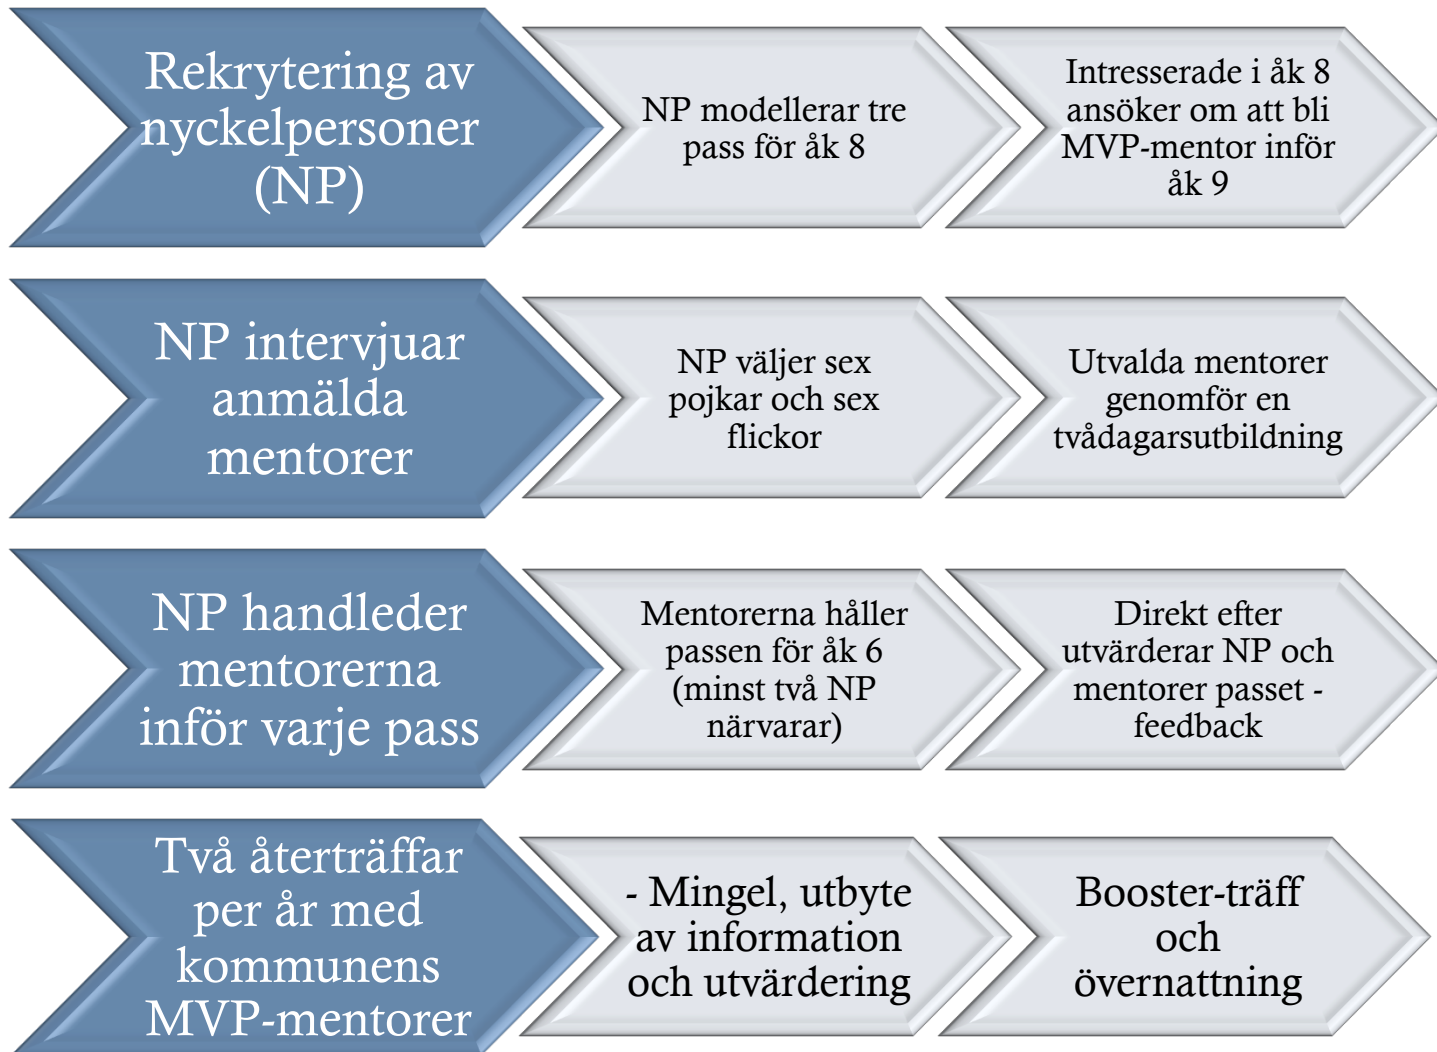 Rekrytering av
nyckelpersoner
(NP)
NP modellerar tre
pass för åk 8
Intresserade i åk 8
ansöker om att bli
MVP-mentor inför
åk 9
NP intervjuar
anmälda
mentorer
NP väljer sex
pojkar och sex
flickor
Utvalda mentorer
genomför en
tvådagarsutbildning
NP handleder
mentorerna
inför varje pass
Mentorerna håller
passen för åk 6
(minst två NP
närvarar)
Direkt efter
utvärderar NP och
mentorer passet -
feedback
Två återträffar
per år med
kommunens
MVP-mentorer
- Mingel, utbyte
av information
och utvärdering
Booster-träff
och
övernattning